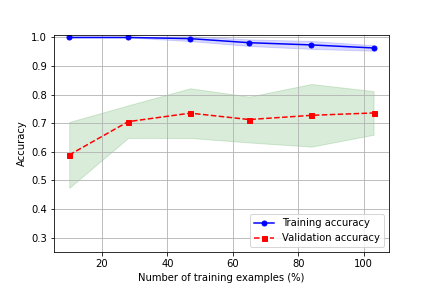 1.0
0.9
0.8
0.7
0.6
0.5
0.4
0.3
Accuracy
20 40 60 80 100
Number of training examples (%)
Training accuracy
Validation accuracy